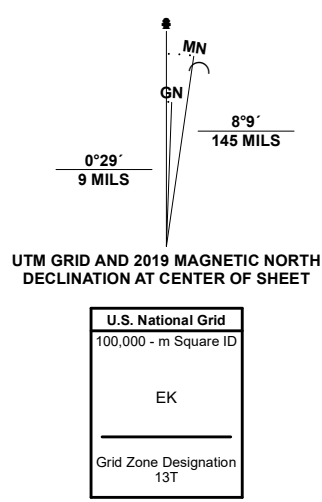 MN
GN
8°9´
145 MILS
0°29´
9 MILS
UTM GRID AND 2019 MAGNETIC NORTH
DECLINATION AT CENTER OF SHEET
U.S. National Grid
100,000 - m Square ID
EK
Grid Zone Designation
13T